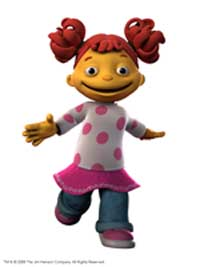 TM & © 2008 The Jim Henson Company. All Rights Reserved.